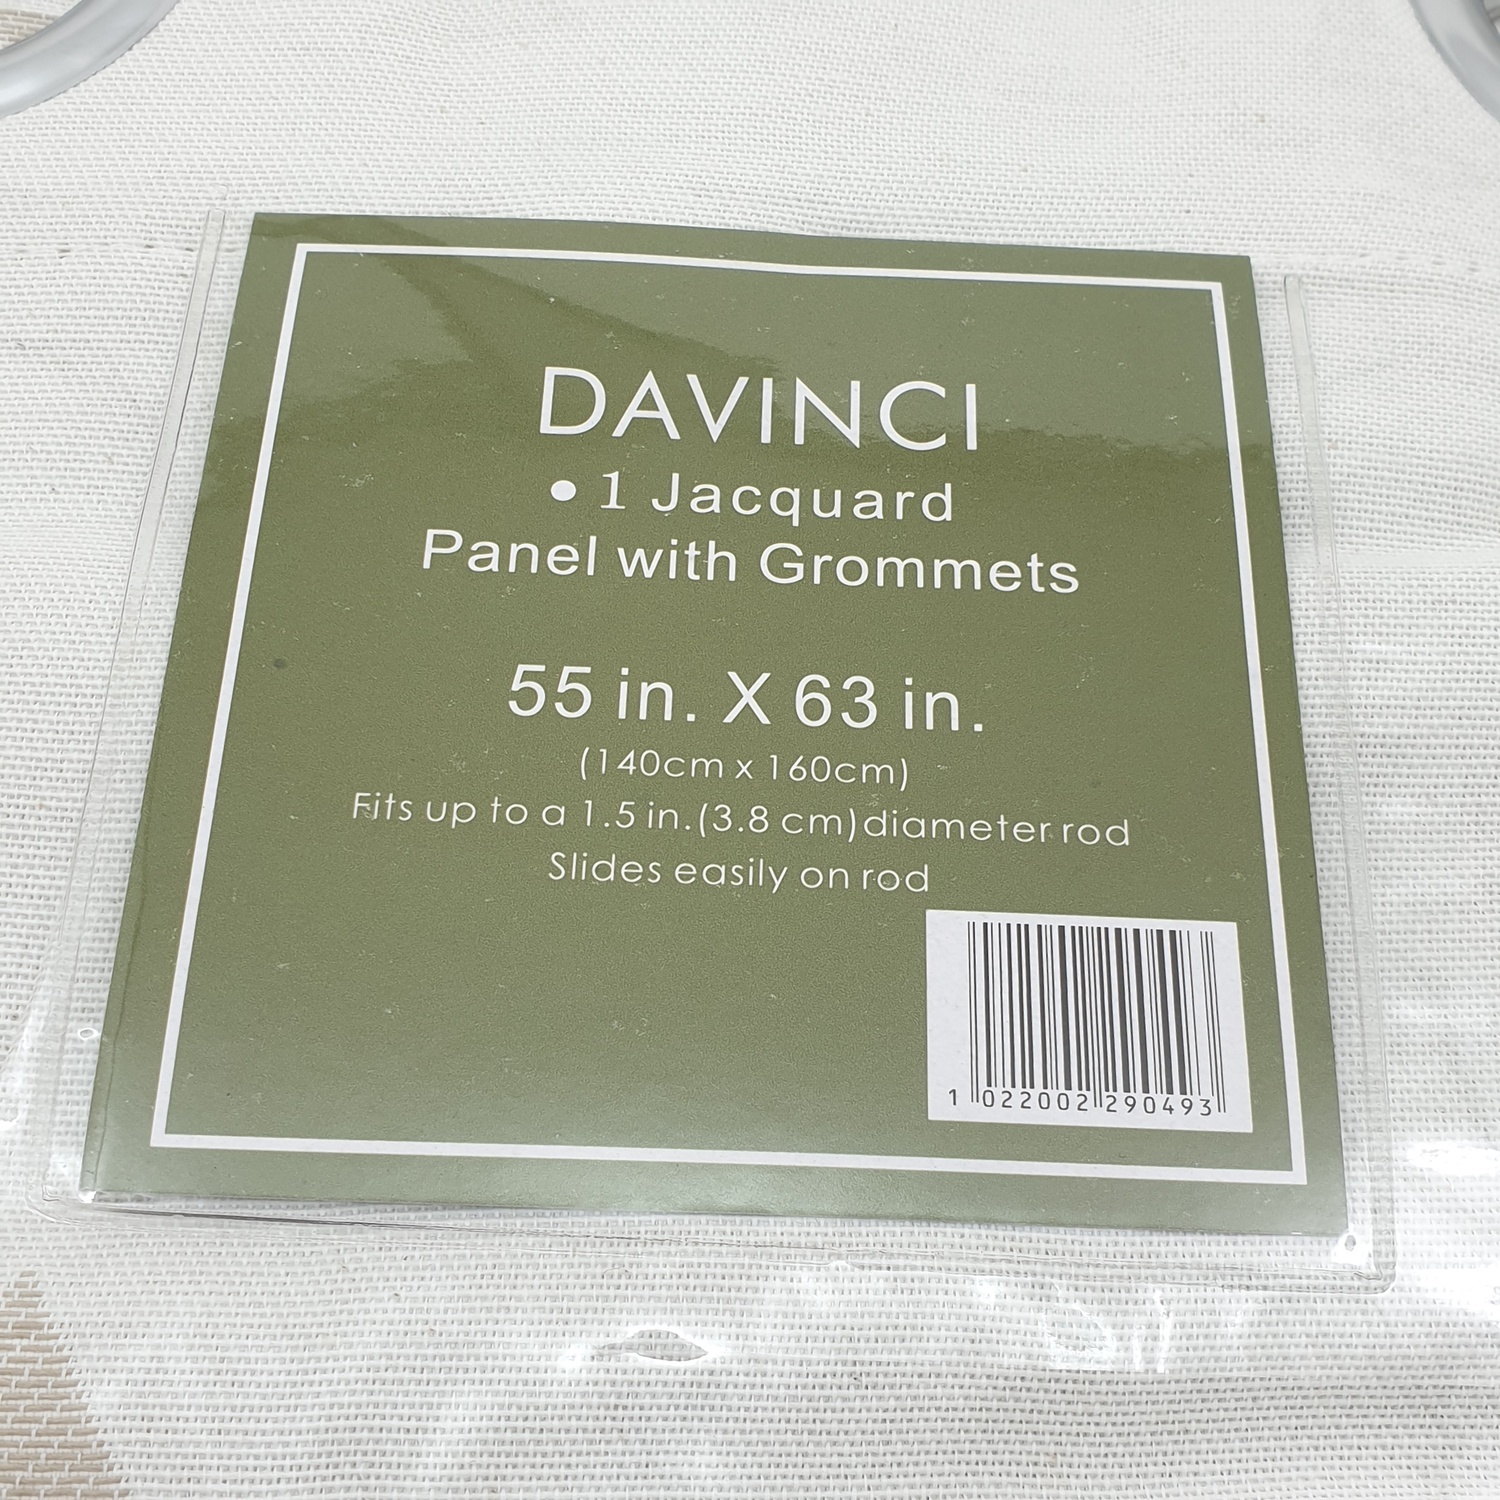 DAVINCI
• 1 Jacquard
Panel with Grommets
55 in. X 63 in.
(140cm x 160cm)
Fits up to a 1.5 in.(3.8 cm)diameter rod
Slides easily on rod
1 022002 290493